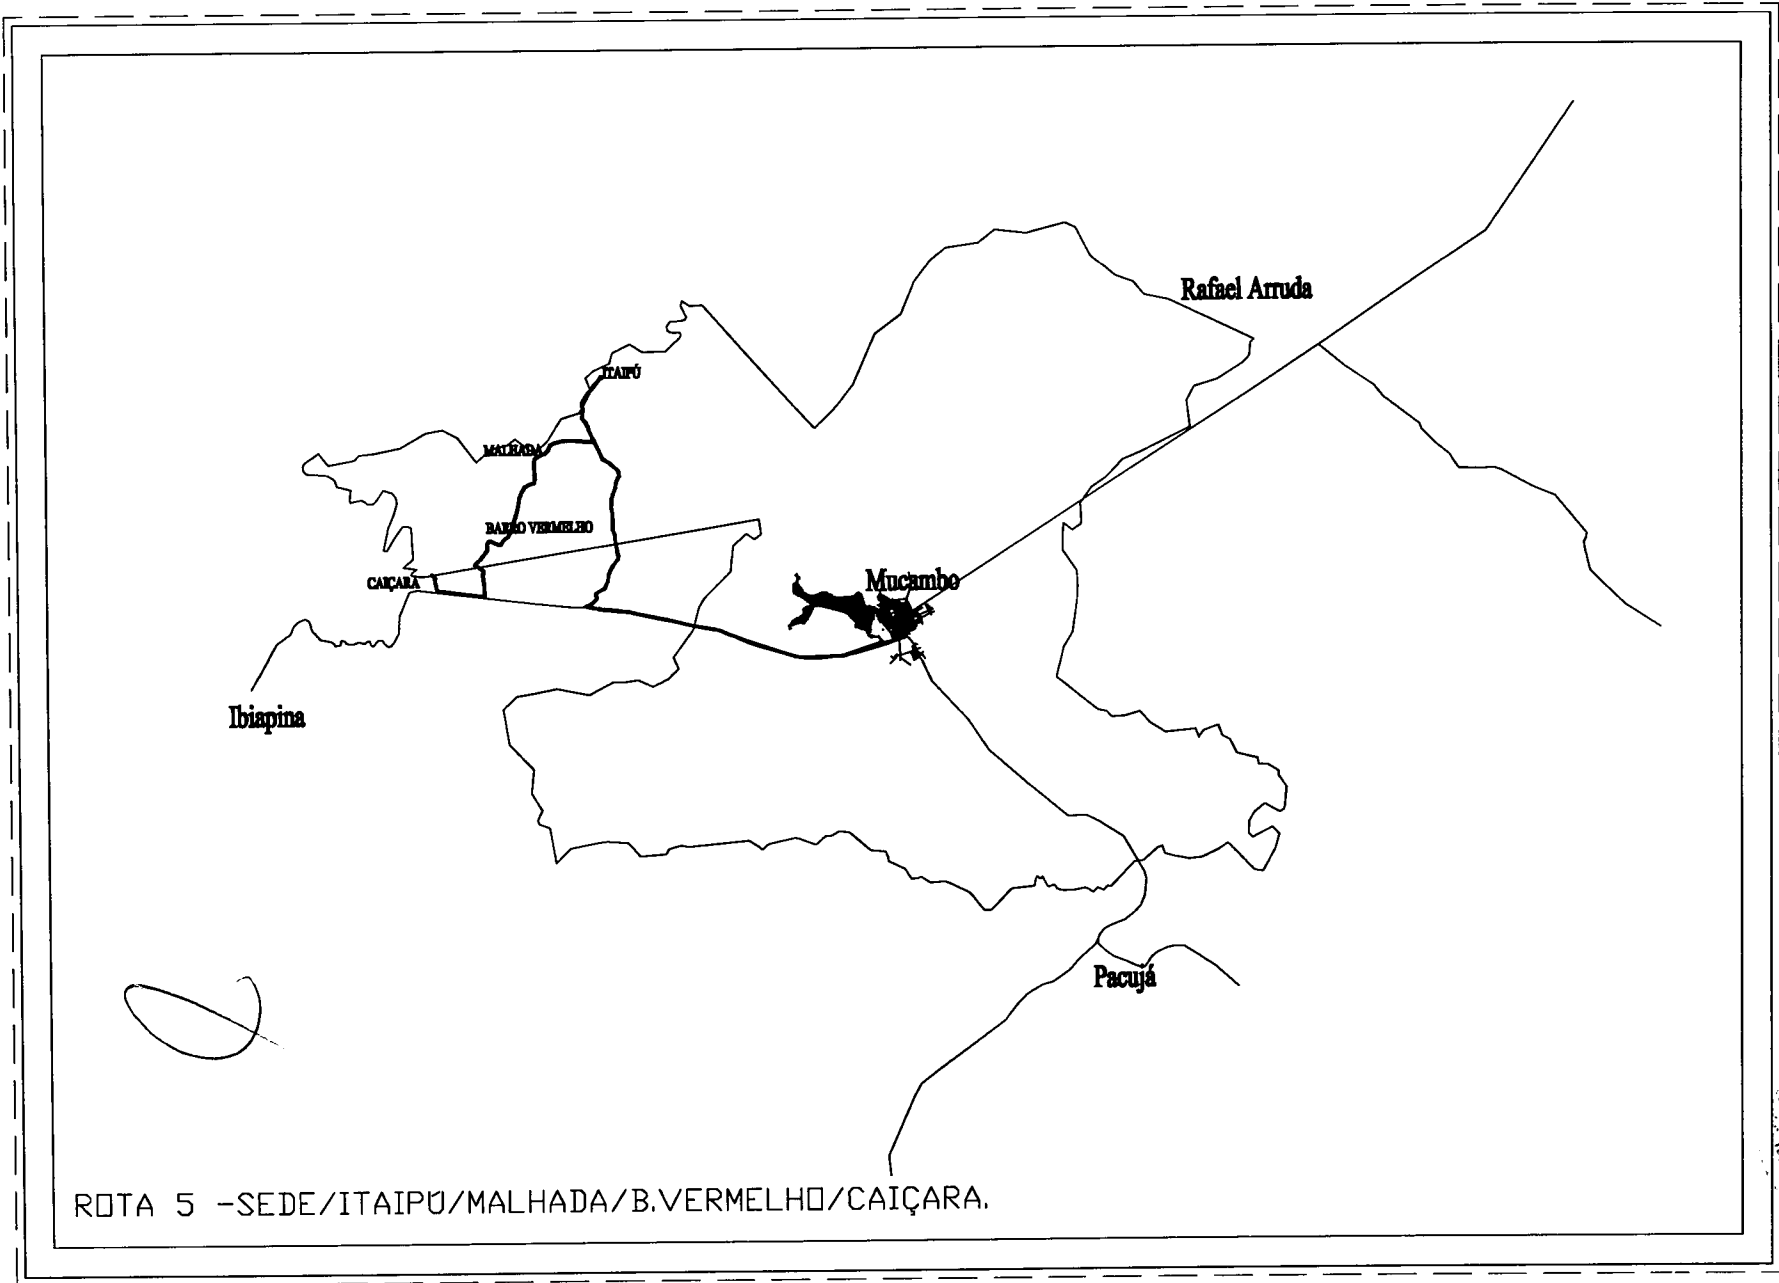 Rafael Arruda
ITAIPÚ
MALHADA
BARRO VERMELHO
CAIÇARA
Mucambo
Ibiapina
Pacujá
ROTA 5 -SEDE/ITAIPÚ/MALHADA/B.VERMELHO/CAIÇARA.